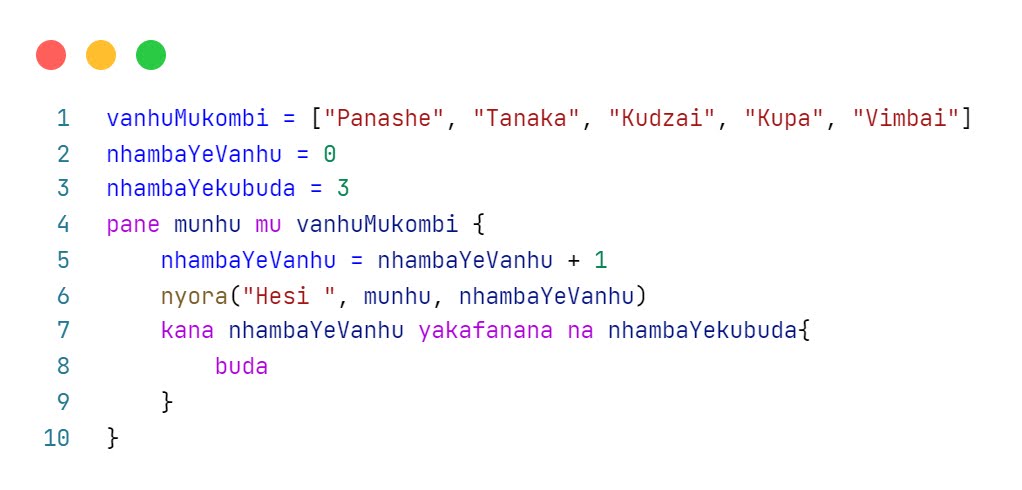 1 vanhuMukombi = ["Panashe", "Tanaka", "Kudzai", "Kupa", "Vimbai"]
2 nhambaYeVanhu = 0
3 nhambaYekubuda = 3
4 pane munhu mu vanhuMukombi {
5     nhambaYeVanhu = nhambaYeVanhu + 1
6     nyora("Hesi ", munhu, nhambaYeVanhu)
7     kana nhambaYeVanhu yakafanana na nhambaYekubuda{
8         buda
9     }
10 }